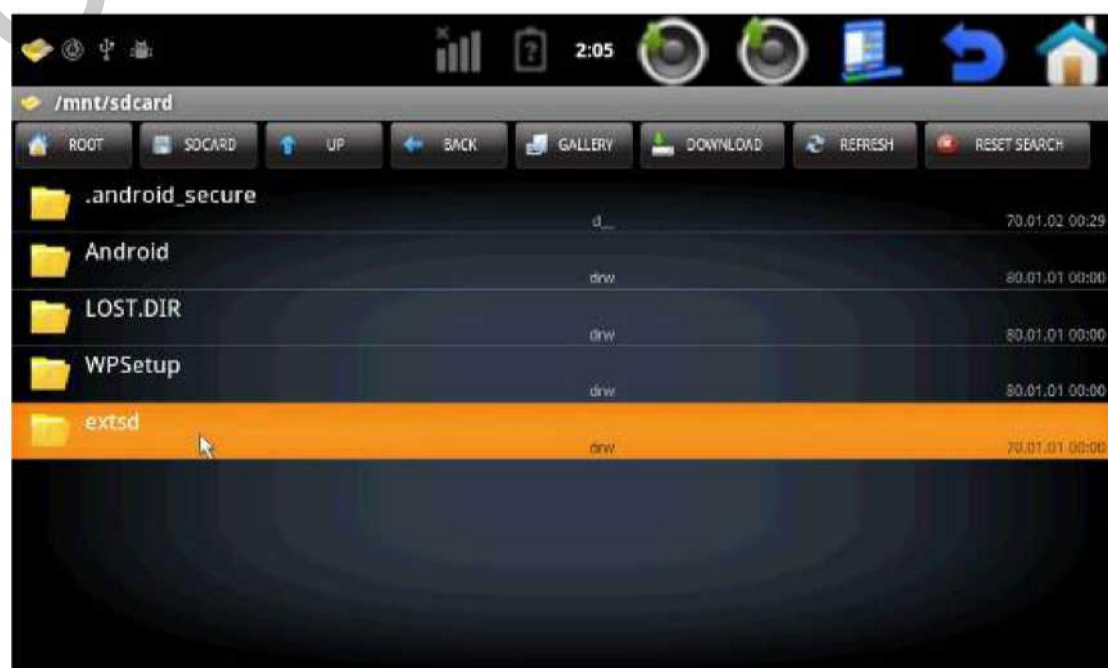 2:05
/mnt/sdcard
ROOT SDCARD UP BACK GALLERY DOWNLOAD REFRESH RESET SEARCH
.android_secure
d__ 70.01.02 00:29
Android
drw 80.01.01 00:00
LOST.DIR
drw 80.01.01 00:00
WPSetup
drw 80.01.01 00:00
extsd
drw 70.01.01 00:00